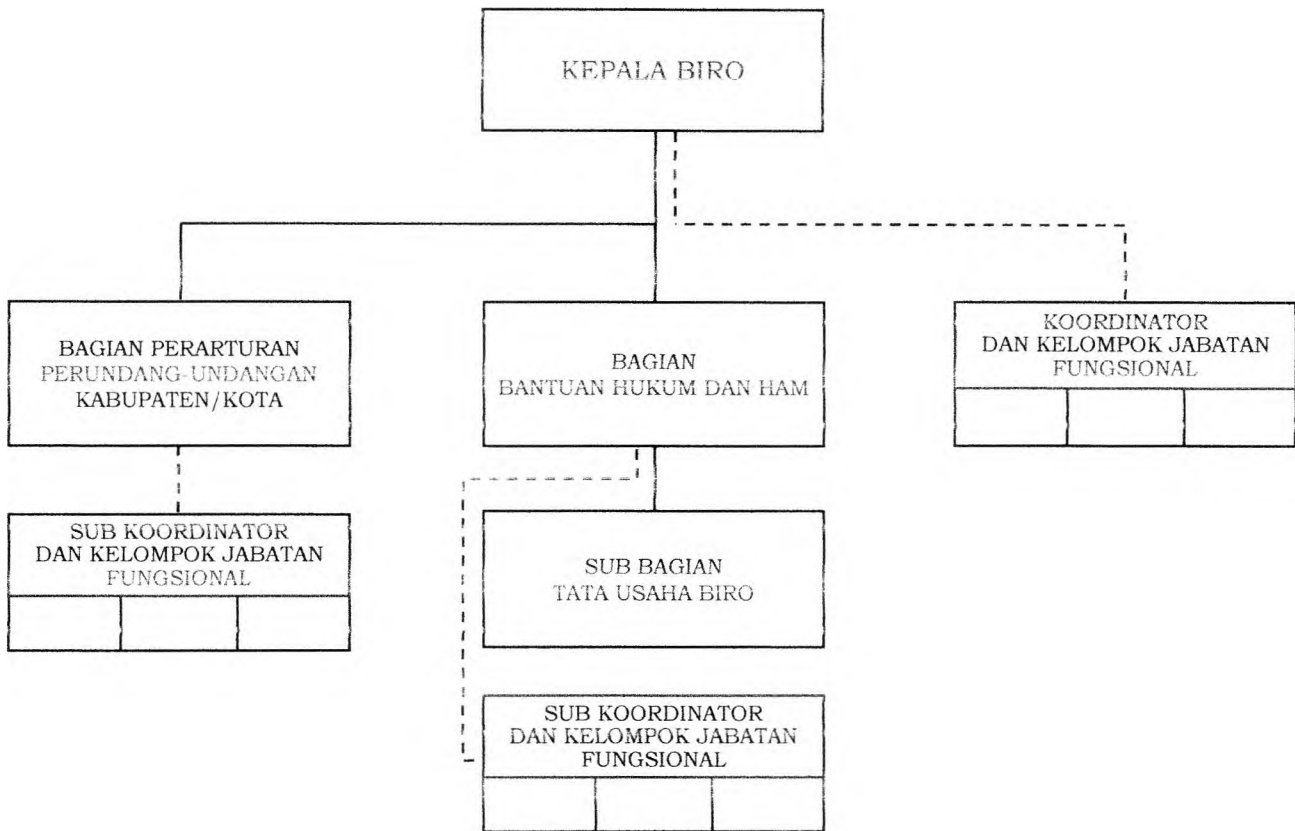 KEPALA BIRO
BAGIAN PERARTURAN
PERUNDANG-UNDANGAN
KABUPATEN/KOTA
BAGIAN
BANTUAN HUKUM DAN HAM
KOORDINATOR
DAN KELOMPOK JABATAN
FUNGSIONAL
SUB KOORDINATOR
DAN KELOMPOK JABATAN
FUNGSIONAL
SUB BAGIAN
TATA USAHA BIRO
SUB KOORDINATOR
DAN KELOMPOK JABATAN
FUNGSIONAL